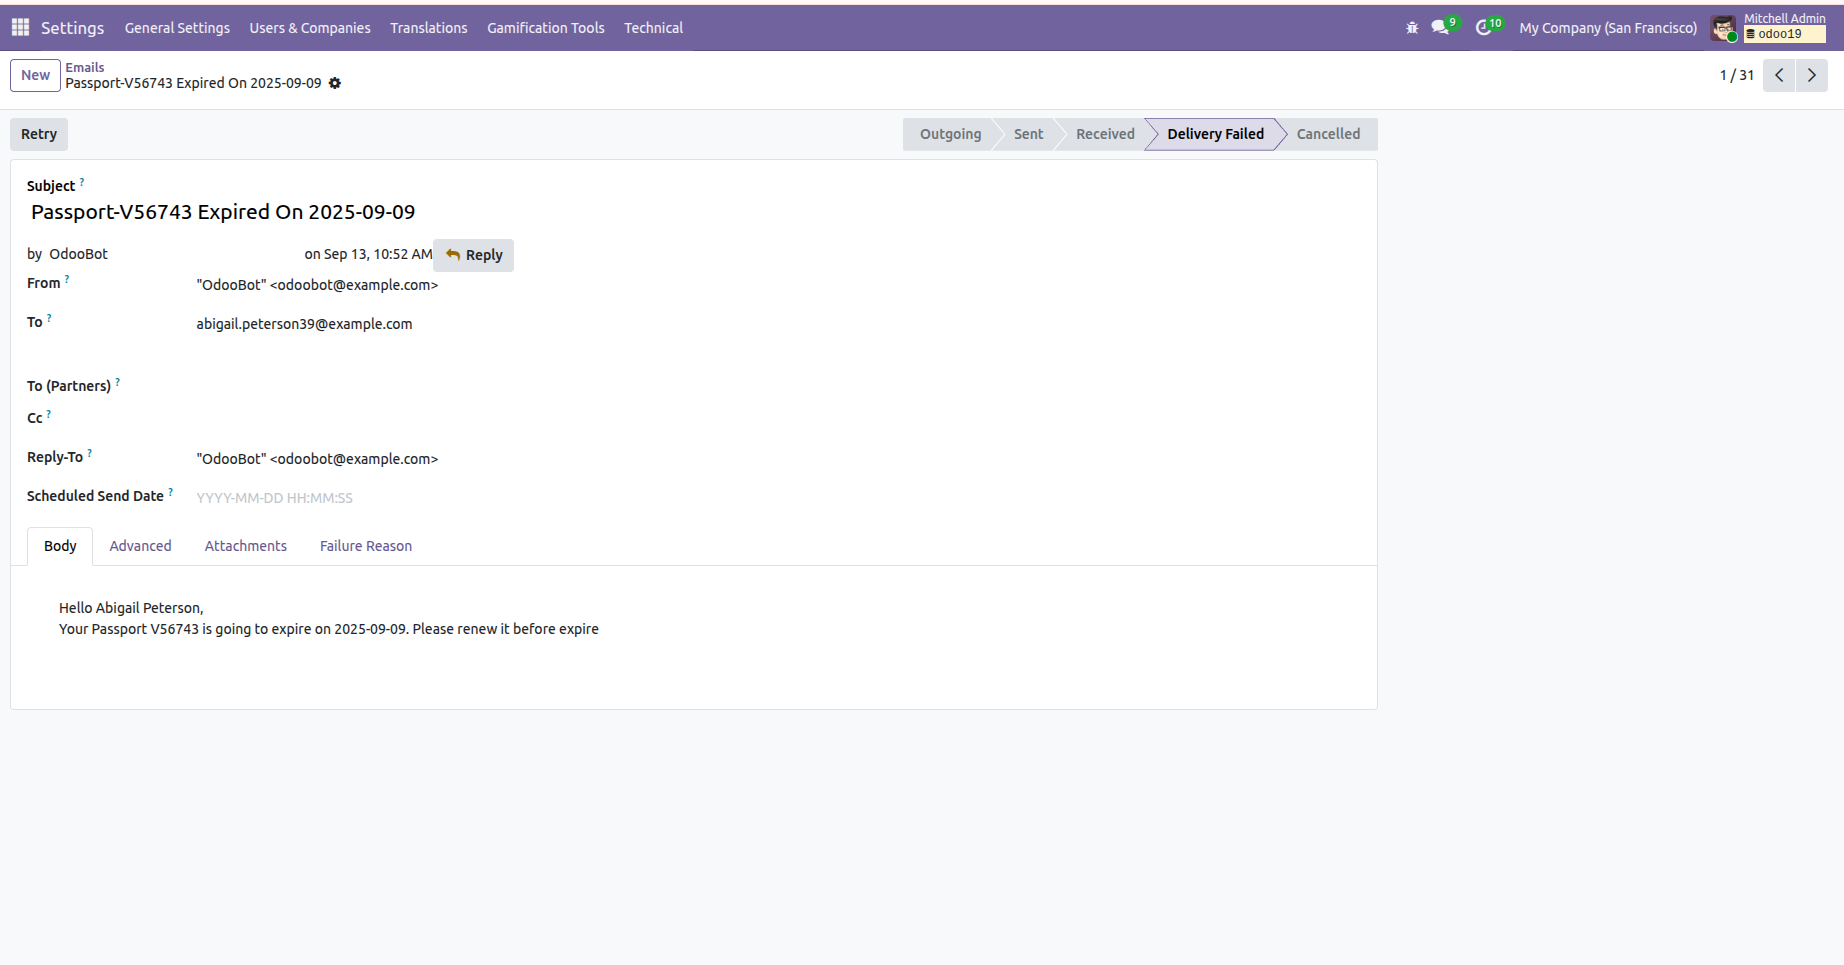 Settings General Settings Users & Companies Translations Gamification Tools Technical 9 10 My Company (San Francisco) Mitchell Admin
odoo19
New Emails
Passport-V56743 Expired On 2025-09-09
1 / 31
Retry Outgoing Sent Received Delivery Failed Cancelled
Subject ?
Passport-V56743 Expired On 2025-09-09
by OdooBot on Sep 13, 10:52 AM Reply
From ? "OdooBot" <odoobot@example.com>
To ? abigail.peterson39@example.com
To (Partners) ?
Cc ?
Reply-To ? "OdooBot" <odoobot@example.com>
Scheduled Send Date ? YYYY-MM-DD HH:MM:SS
Body Advanced Attachments Failure Reason
Hello Abigail Peterson,
Your Passport V56743 is going to expire on 2025-09-09. Please renew it before expire